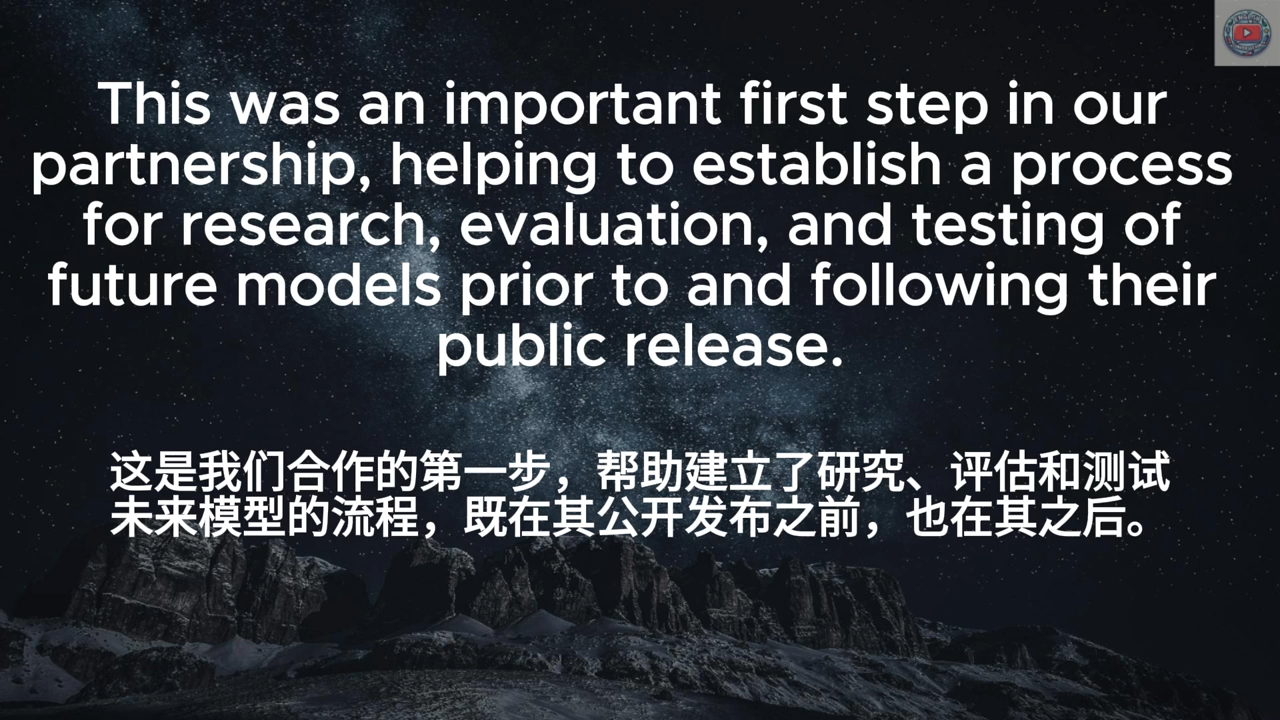 This was an important first step in our
partnership, helping to establish a process
for research, evaluation, and testing of
future models prior to and following their
public release.
这是我们合作的第一步，帮助建立了研究、评估和测试
未来模型的流程，既在其公开发布之前，也在其之后。